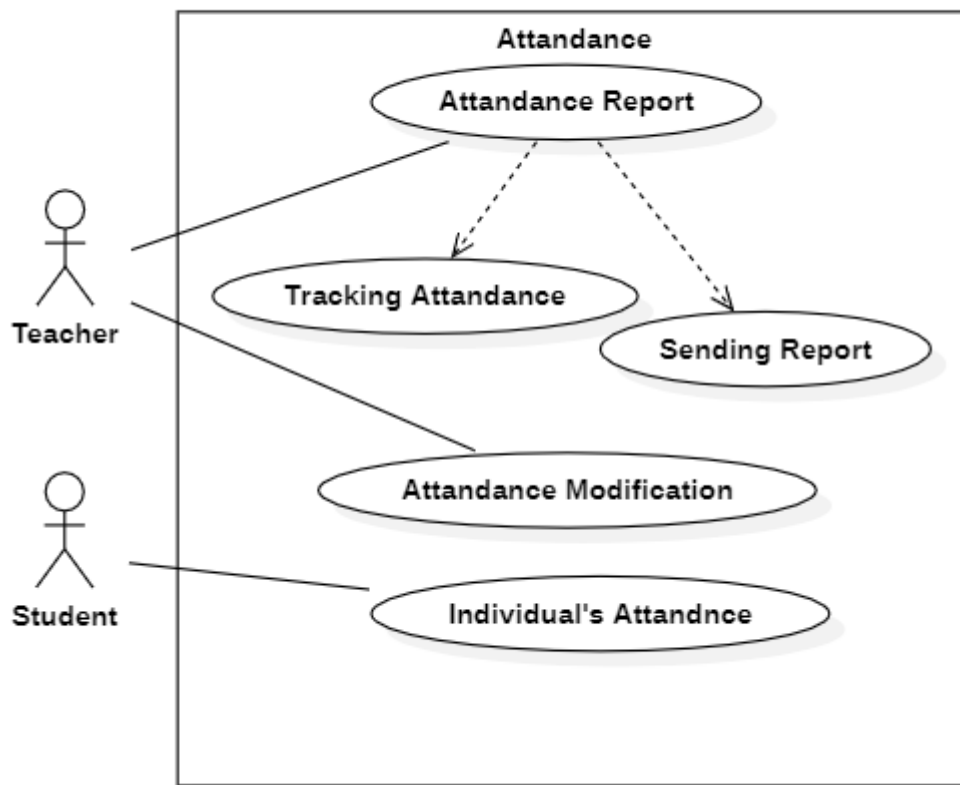 Attandance
Attandance Report
Tracking Attandance
Teacher
Sending Report
Attandance Modification
Individual's Attandnce
Student